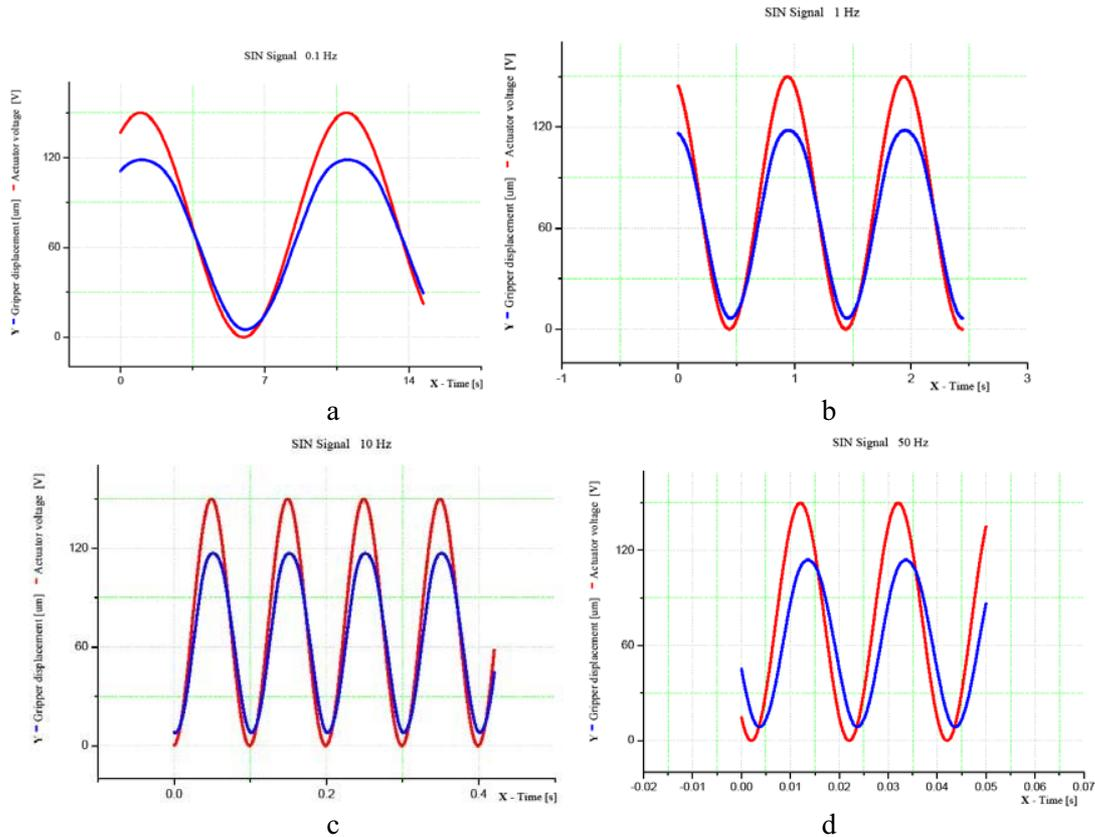 SIN Signal 0.1 Hz
Y - Gripper displacement [um] - Actuator voltage [V]
120
60
0
0 7 14
X - Time [s]
a
SIN Signal 1 Hz
Y - Gripper displacement [um] - Actuator voltage [V]
120
60
0
-1 0 1 2 3
X - Time [s]
b
SIN Signal 10 Hz
Y - Gripper displacement [um] - Actuator voltage [V]
120
60
0
0.0 0.2 0.4
X - Time [s]
c
SIN Signal 50 Hz
Y - Gripper displacement [um] - Actuator voltage [V]
120
60
0
-0.02 -0.01 0.00 0.01 0.02 0.03 0.04 0.05 0.06 0.07
X - Time [s]
d